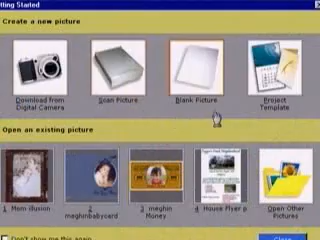 tting Started
Create a new picture
Download from
Digital Camera
Scan Picture
Blank Picture
Project
Template
Open an existing picture
1 Mom illusion
2
meghinbabycard
3 meghin
Money
4 House Flyer p
Open Other
Pictures
Don't show me this again
Close